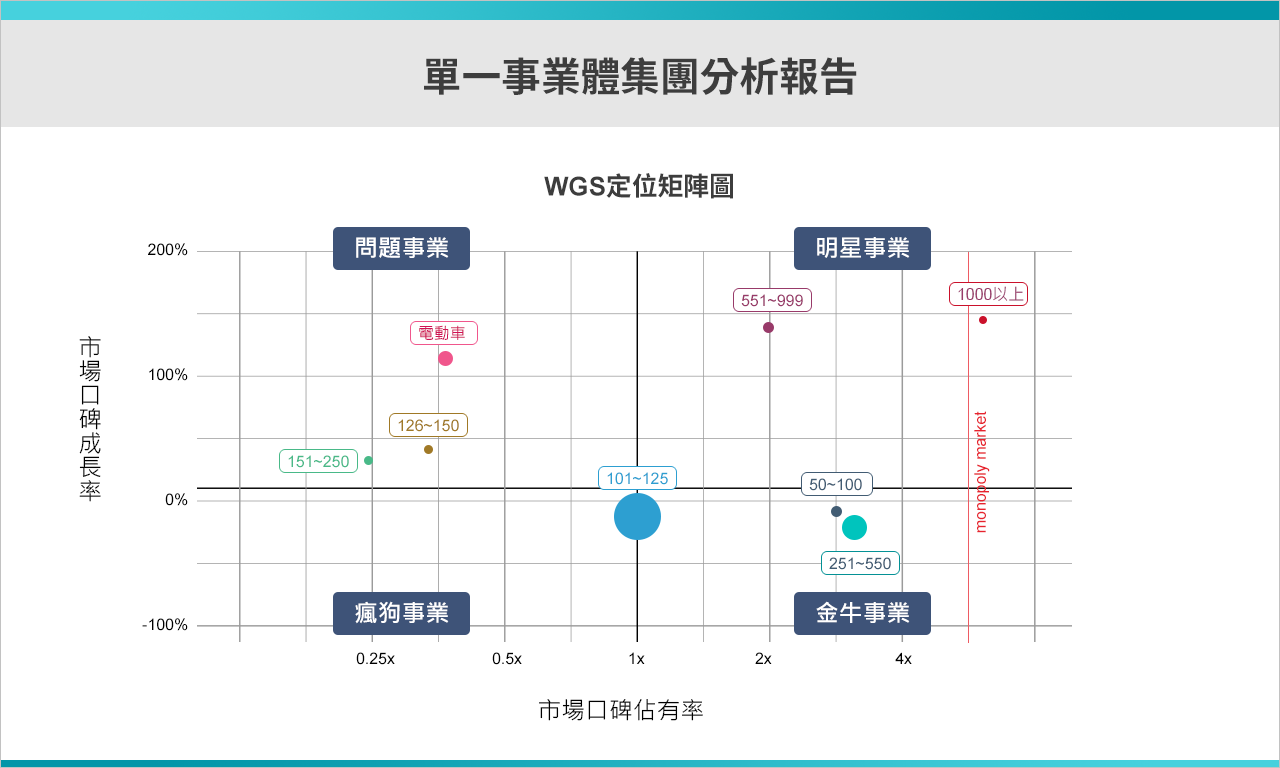 單一事業體集團分析報告
WGS定位矩陣圖
問題事業
明星事業
200%
1000以上
551~999
電動車
100%
126~150
151~250
101~125
50~100
0%
251~550
monopoly market
市場口碑成長率
瘋狗事業
金牛事業
-100%
0.25x
0.5x
1x
2x
4x
市場口碑佔有率